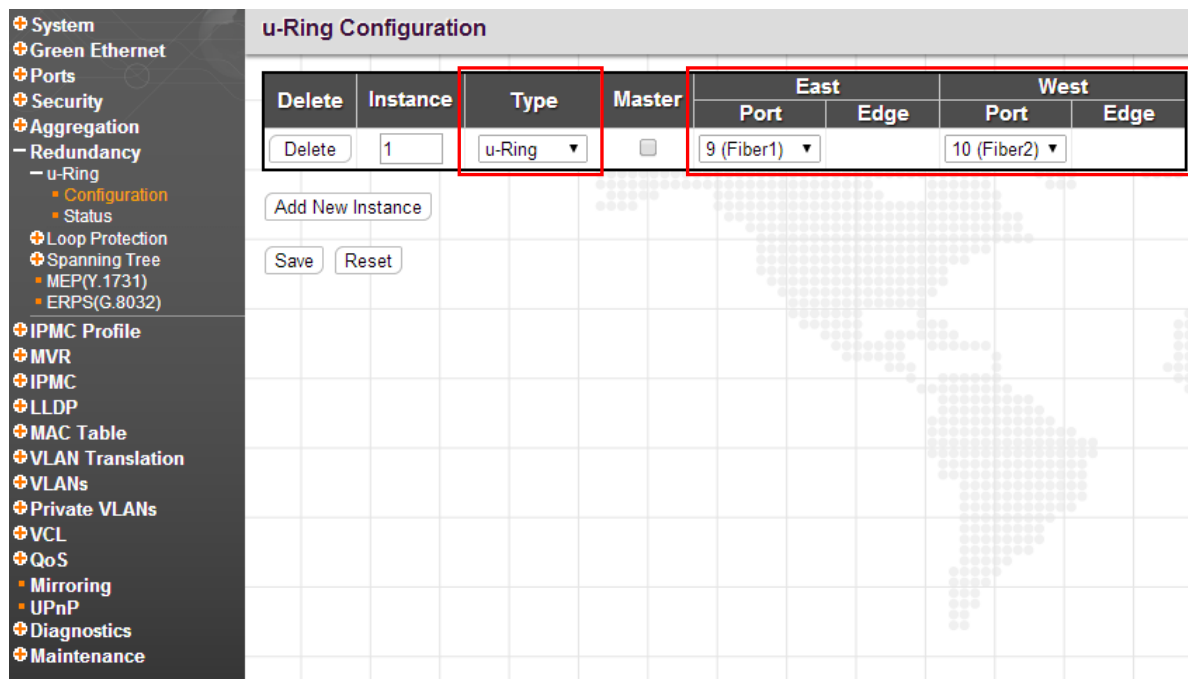 System
Green Ethernet
Ports
Security
Aggregation
Redundancy
u-Ring
Configuration
Status
Loop Protection
Spanning Tree
MEP(Y.1731)
ERPS(G.8032)
IPMC Profile
MVR
IPMC
LLDP
MAC Table
VLAN Translation
VLANs
Private VLANs
VCL
QoS
Mirroring
UPnP
Diagnostics
Maintenance
u-Ring Configuration
Delete Instance Type Master East West
Port Edge Port Edge
Delete 1 u-Ring 9 (Fiber1) 10 (Fiber2)
Add New Instance
Save Reset